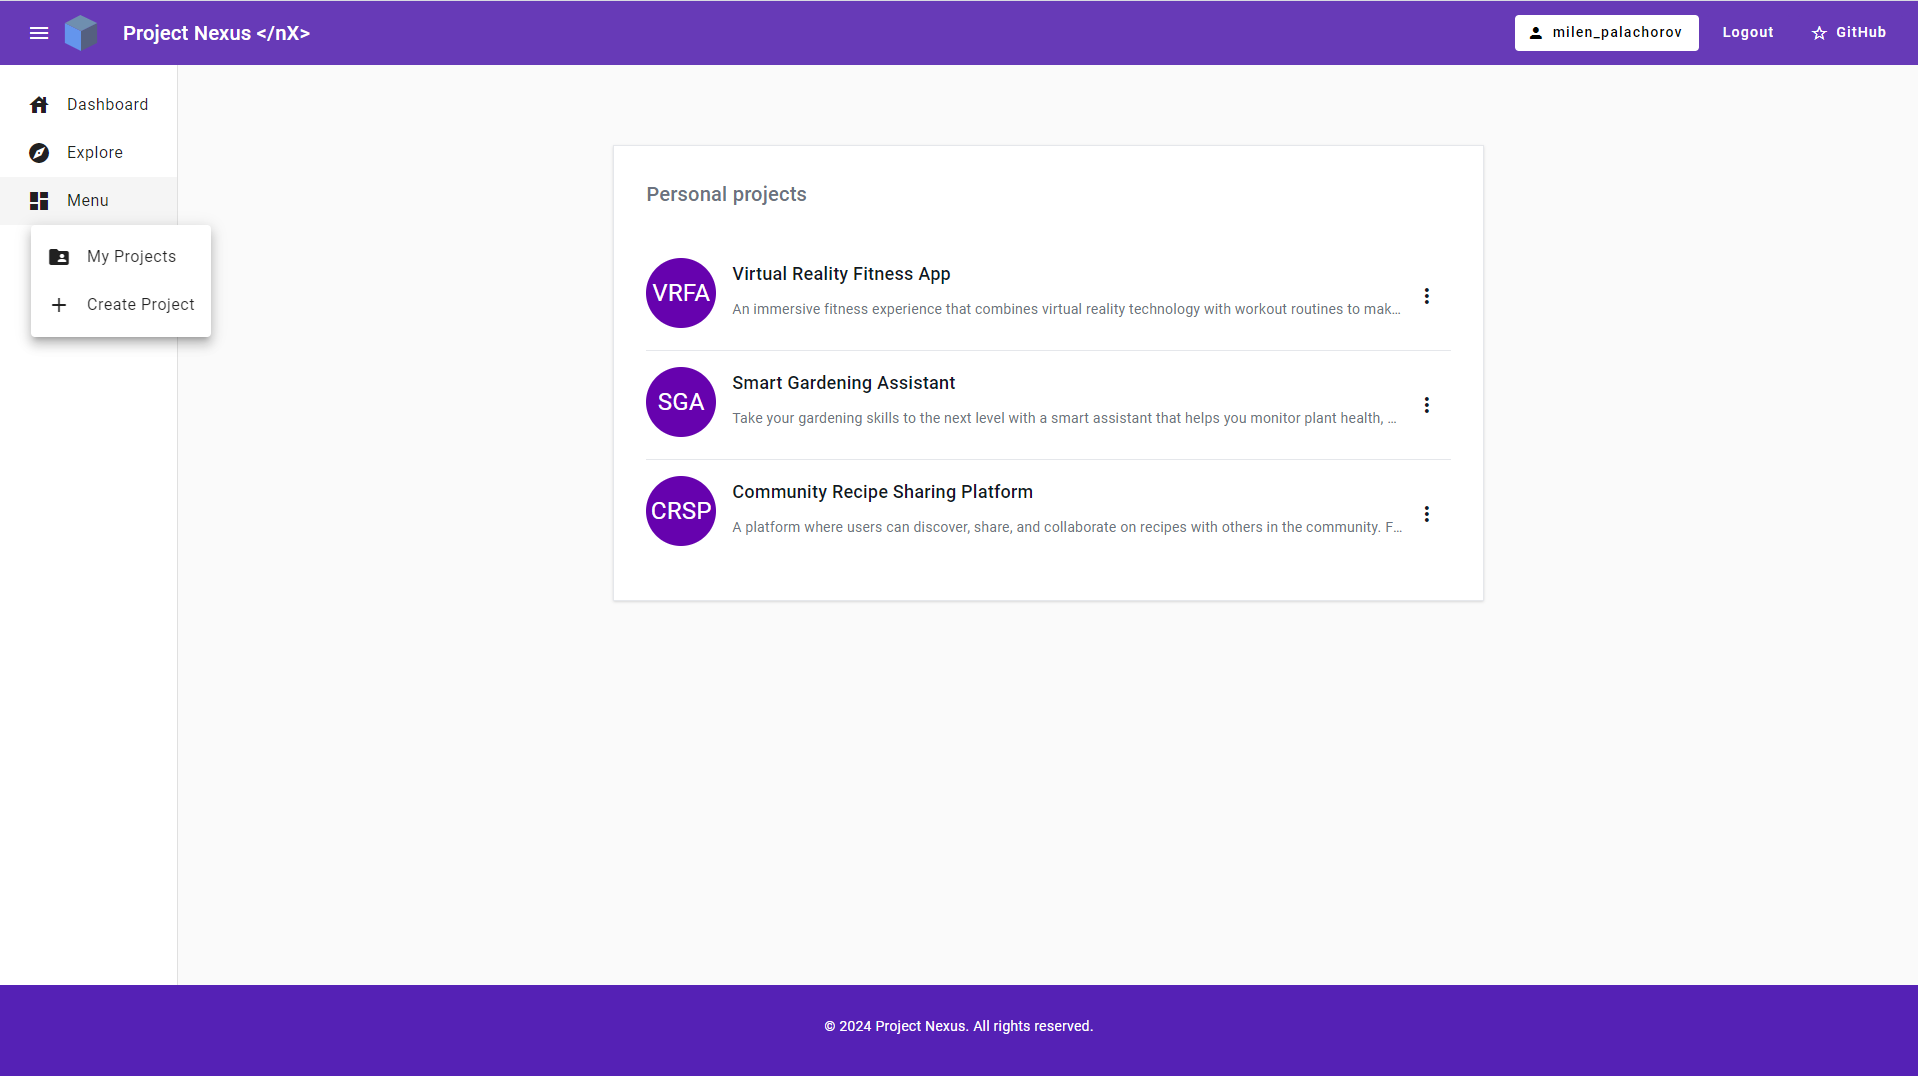 Project Nexus </nX>
milen_palachorov
Logout
GitHub
Dashboard
Explore
Menu
My Projects
Create Project
Personal projects
VRFA
Virtual Reality Fitness App
An immersive fitness experience that combines virtual reality technology with workout routines to mak...
SGA
Smart Gardening Assistant
Take your gardening skills to the next level with a smart assistant that helps you monitor plant health, ...
CRSP
Community Recipe Sharing Platform
A platform where users can discover, share, and collaborate on recipes with others in the community. F...
© 2024 Project Nexus. All rights reserved.